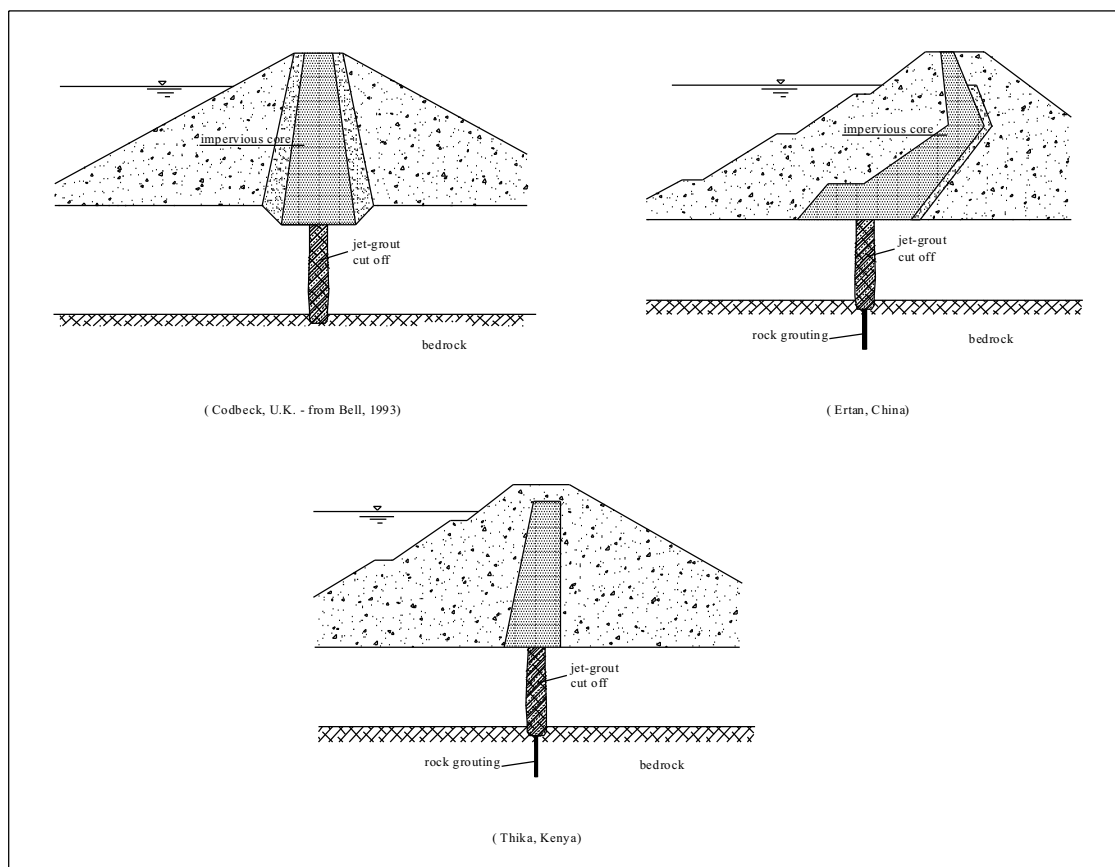 impervious core
jet-grout
cut off
bedrock
( Codbeck, U.K. - from Bell, 1993)
impervious core
jet-grout
cut off
rock grouting
bedrock
( Ertan, China)
jet-grout
cut off
rock grouting
bedrock
( Thika, Kenya)